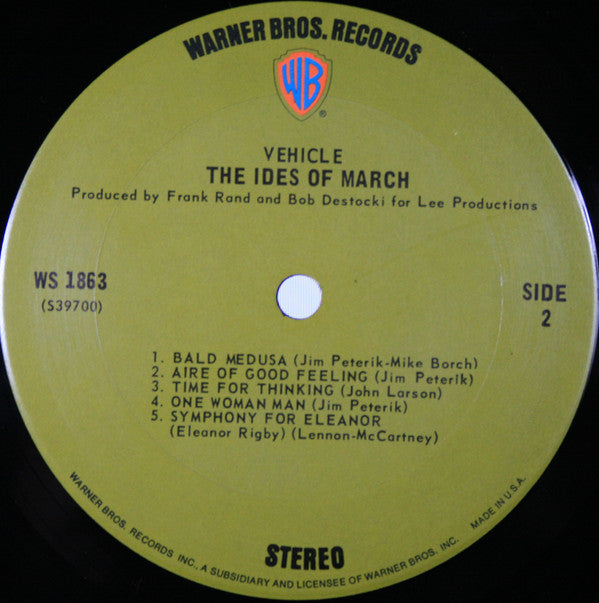 WARNER BROS. RECORDS
WB
®
VEHICLE
THE IDES OF MARCH
Produced by Frank Rand and Bob Destocki for Lee Productions
WS 1863
(S39700)
SIDE
2
1. BALD MEDUSA (Jim Peterik-Mike Borch)
2. AIRE OF GOOD FEELING (Jim Peterik)
3. TIME FOR THINKING (John Larson)
4. ONE WOMAN MAN (Jim Peterik)
5. SYMPHONY FOR ELEANOR
(Eleanor Rigby) (Lennon-McCartney)
STEREO
WARNER BROS. RECORDS INC., A SUBSIDIARY AND LICENSEE OF WARNER BROS. INC. MADE IN U.S.A.